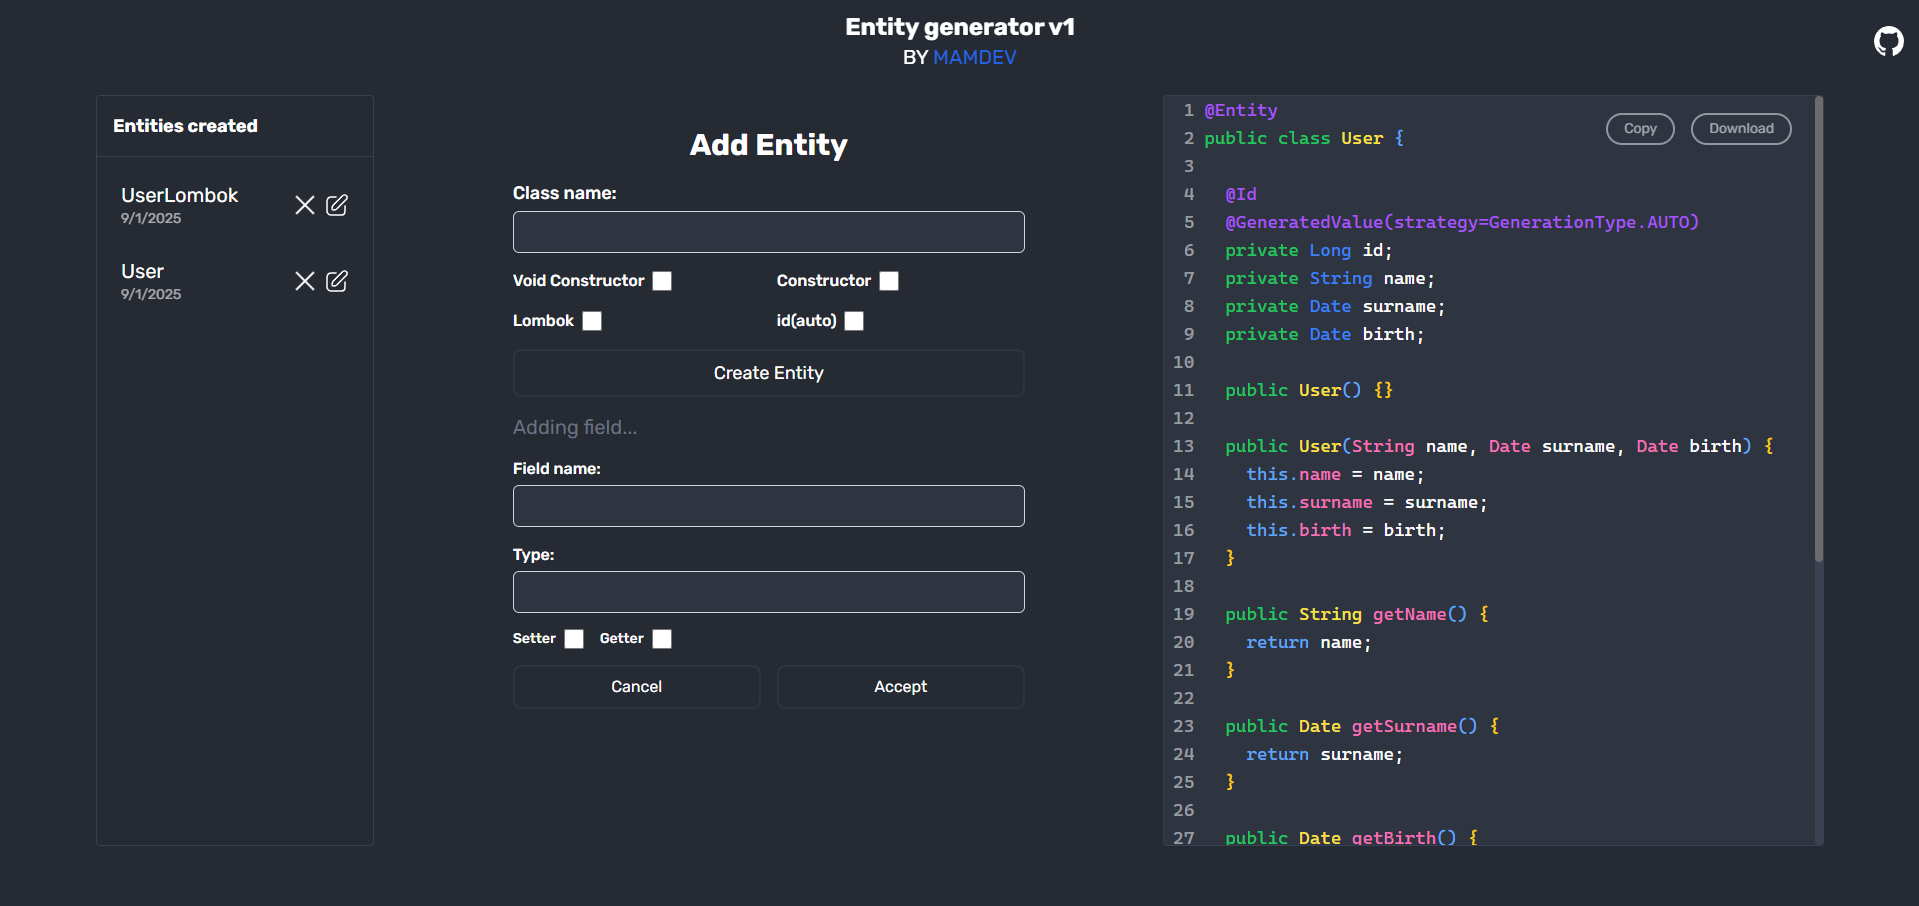 Entity generator v1
BY MAMDEV
Entities created
UserLombok
9/1/2025
User
9/1/2025
Add Entity
Class name:
Void Constructor
Constructor
Lombok
id(auto)
Create Entity
Adding field...
Field name:
Type:
Setter
Getter
Cancel
Accept
Copy
Download
1 @Entity
2 public class User {
3
4 @Id
5 @GeneratedValue(strategy=GenerationType.AUTO)
6 private Long id;
7 private String name;
8 private Date surname;
9 private Date birth;
10
11 public User() {}
12
13 public User(String name, Date surname, Date birth) {
14 this.name = name;
15 this.surname = surname;
16 this.birth = birth;
17 }
18
19 public String getName() {
20 return name;
21 }
22
23 public Date getSurname() {
24 return surname;
25 }
26
27 public Date getBirth() {